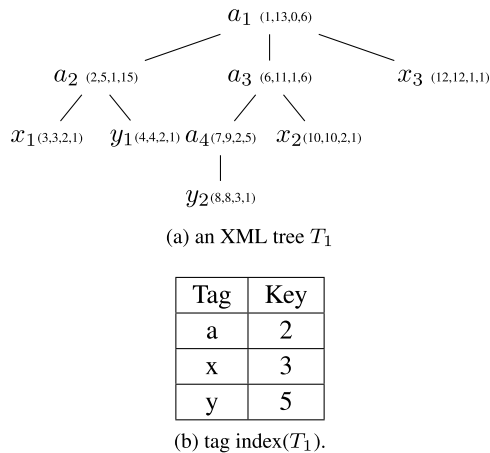 a1 (1,13,0,6)
a2 (2,5,1,15) a3 (6,11,1,6) x3 (12,12,1,1)
x1(3,3,2,1) y1(4,4,2,1) a4(7,9,2,5) x2(10,10,2,1)
y2(8,8,3,1)
(a) an XML tree T1
Tag Key
a 2
x 3
y 5
(b) tag index(T1).